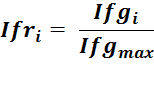 Ifr_i = Ifg_i / Ifg_max